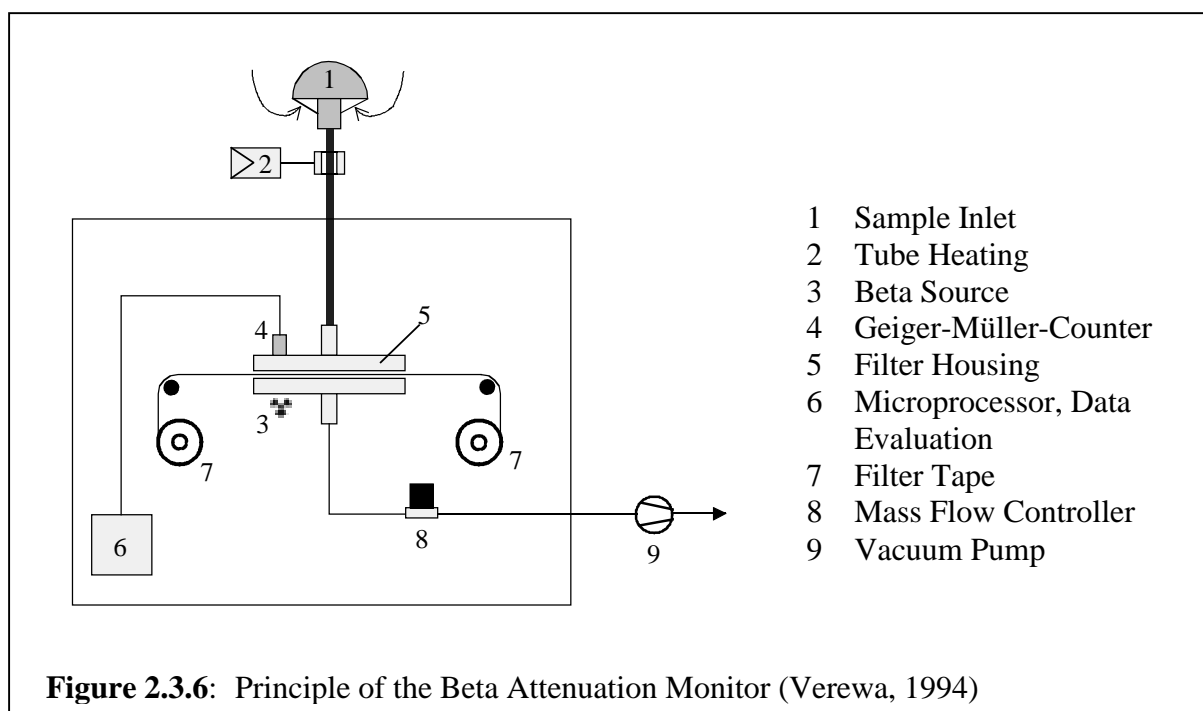 1
2
5
4
3
7
7
6
8
9
1 Sample Inlet
2 Tube Heating
3 Beta Source
4 Geiger-Müller-Counter
5 Filter Housing
6 Microprocessor, Data
Evaluation
7 Filter Tape
8 Mass Flow Controller
9 Vacuum Pump
Figure 2.3.6: Principle of the Beta Attenuation Monitor (Verewa, 1994)